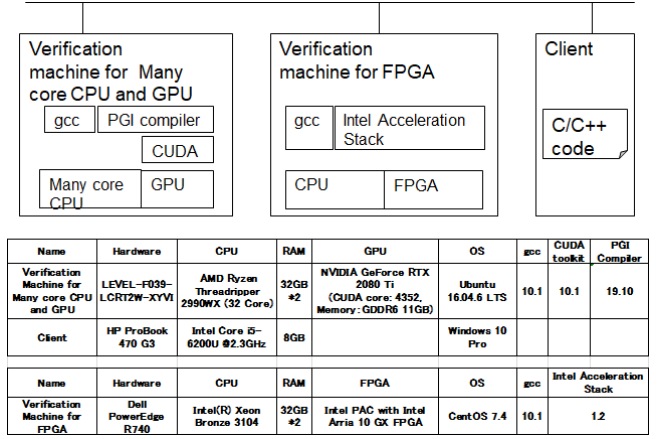 Verification
machine for Many
core CPU and GPU
gcc
PGI compiler
CUDA
Many core
CPU
GPU
Verification
machine for FPGA
gcc
Intel Acceleration
Stack
CPU
FPGA
Client
C/C++
code
Name Hardware CPU RAM GPU OS gcc CUDA toolkit PGI Compiler
Verification Machine for Many core CPU and GPU LEVEL-F039-LCRT2W-XYVI AMD Ryzen Threadripper 2990WX (32 Core) 32GB *2 NVIDIA GeForce RTX 2080 Ti (CUDA core: 4352, Memory: GDDR6 11GB) Ubuntu 16.04.6 LTS 10.1 10.1 19.10
Client HP ProBook 470 G3 Intel Core i5-6200U @2.3GHz 8GB Windows 10 Pro
Name Hardware CPU RAM FPGA OS gcc Intel Acceleration Stack
Verification Machine for FPGA Dell PowerEdge R740 Intel(R) Xeon Bronze 3104 32GB *2 Intel PAC with Intel Arria 10 GX FPGA CentOS 7.4 10.1 1.2